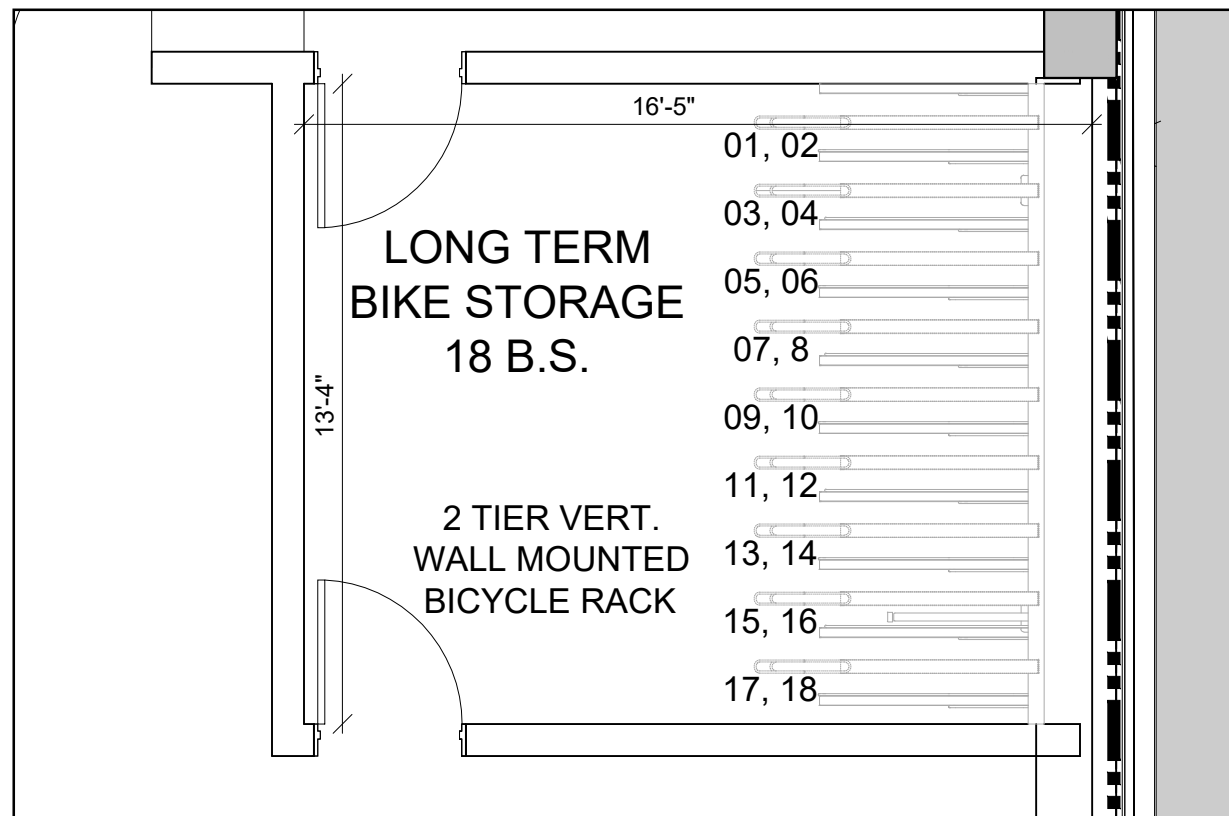 16'-5"
01, 02
03, 04
LONG TERM
BIKE STORAGE
18 B.S.
05, 06
07, 8
13'-4"
09, 10
11, 12
2 TIER VERT.
WALL MOUNTED
BICYCLE RACK
13, 14
15, 16
17, 18